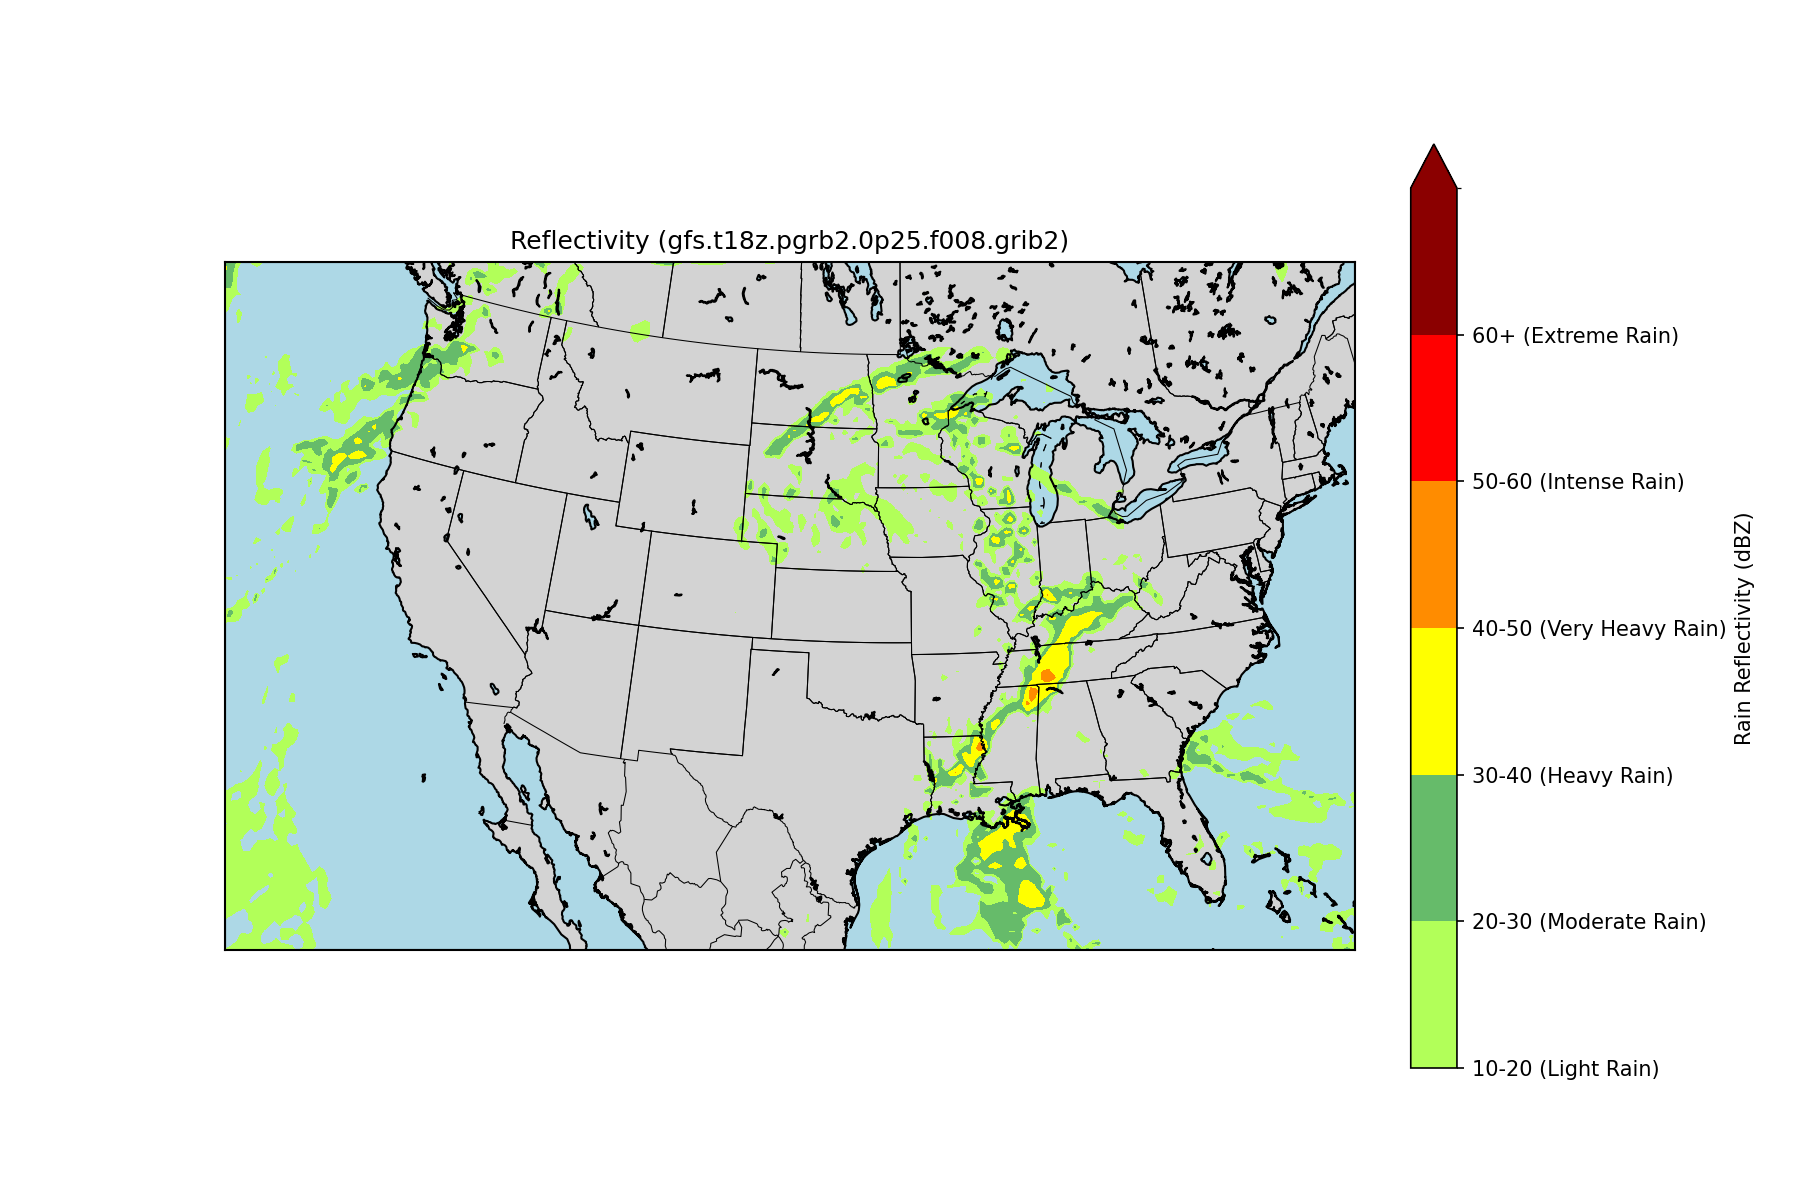 Reflectivity (gfs.t18z.pgrb2.0p25.f008.grib2)
60+ (Extreme Rain)
50-60 (Intense Rain)
40-50 (Very Heavy Rain)
30-40 (Heavy Rain)
20-30 (Moderate Rain)
10-20 (Light Rain)
Rain Reflectivity (dBZ)